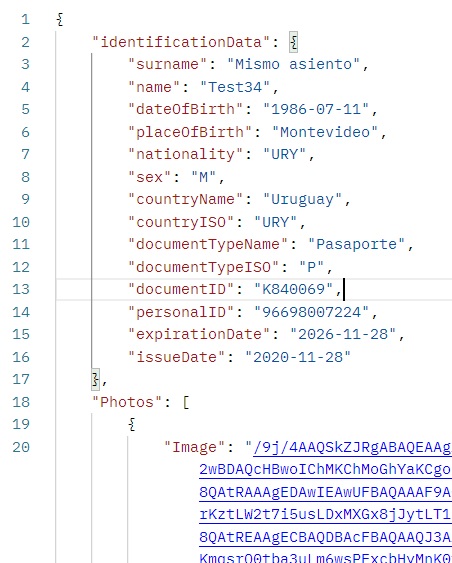 1 {
2 "identificationData": {
3 "surname": "Mismo asiento",
4 "name": "Test34",
5 "dateOfBirth": "1986-07-11",
6 "placeOfBirth": "Montevideo",
7 "nationality": "URY",
8 "sex": "M",
9 "countryName": "Uruguay",
10 "countryISO": "URY",
11 "documentTypeName": "Pasaporte",
12 "documentTypeISO": "P",
13 "documentID": "K840069",
14 "personalID": "96698007224",
15 "expirationDate": "2026-11-28",
16 "issueDate": "2020-11-28"
17 },
18 "Photos": [
19 {
20 "Image": "/9j/4AAQSkZJRgABAQEAAg
2wBDAQcHBwoIChMKChMoGhYaKCgo
8QAtRAAAgEDAwIEAwUFBAQAAAF9A
rKztLW2t7i5usLDxMXGx8jJytLT1
8QAtREAAgECBAQDBAcFBAQAAQJ3A
KmqsrO0tba3uLm6wsPExcbHyMnK0